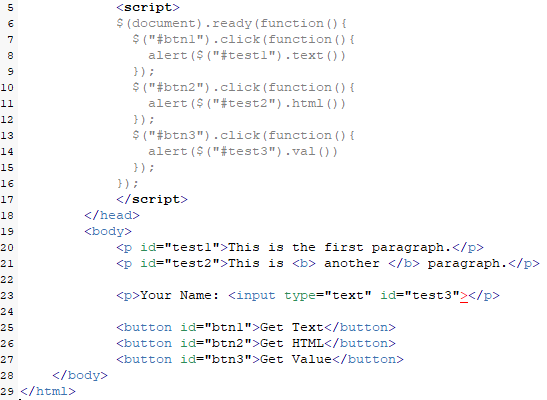 5 <script>
6 $(document).ready(function(){
7 $("#btn1").click(function(){
8 alert($("#test1").text())
9 });
10 $("#btn2").click(function(){
11 alert($("#test2").html())
12 });
13 $("#btn3").click(function(){
14 alert($("#test3").val())
15 });
16 });
17 </script>
18 </head>
19 <body>
20 <p id="test1">This is the first paragraph.</p>
21 <p id="test2">This is <b> another </b> paragraph.</p>
22
23 <p>Your Name: <input type="text" id="test3"></p>
24
25 <button id="btn1">Get Text</button>
26 <button id="btn2">Get HTML</button>
27 <button id="btn3">Get Value</button>
28 </body>
29 </html>